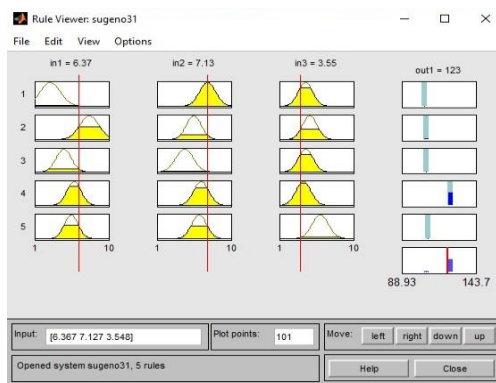 Rule Viewer: sugeno31
File Edit View Options
in1 = 6.37 in2 = 7.13 in3 = 3.55 out1 = 123
1
2
3
4
5
1 10 1 10 1 10
88.93 143.7
Input: [6.367 7.127 3.548] Plot points: 101 Move: left right down up
Opened system sugeno31, 5 rules Help Close